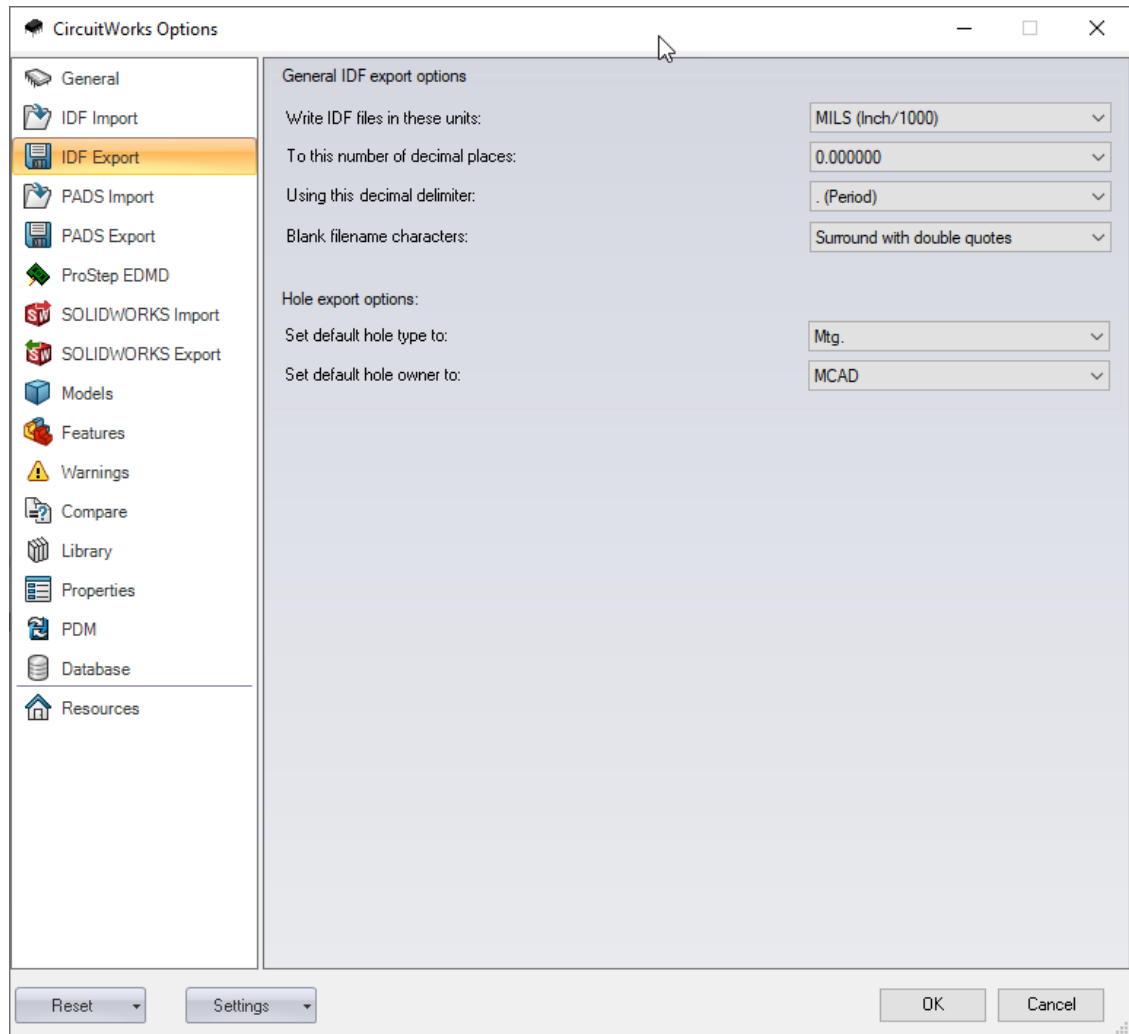 CircuitWorks Options
General
IDF Import
IDF Export
PADS Import
PADS Export
ProStep EDMD
SOLIDWORKS Import
SOLIDWORKS Export
Models
Features
Warnings
Compare
Library
Properties
PDM
Database
Resources
General IDF export options
Write IDF files in these units: MILS (Inch/1000)
To this number of decimal places: 0.000000
Using this decimal delimiter: . (Period)
Blank filename characters: Surround with double quotes
Hole export options:
Set default hole type to: Mtg.
Set default hole owner to: MCAD
Reset Settings OK Cancel